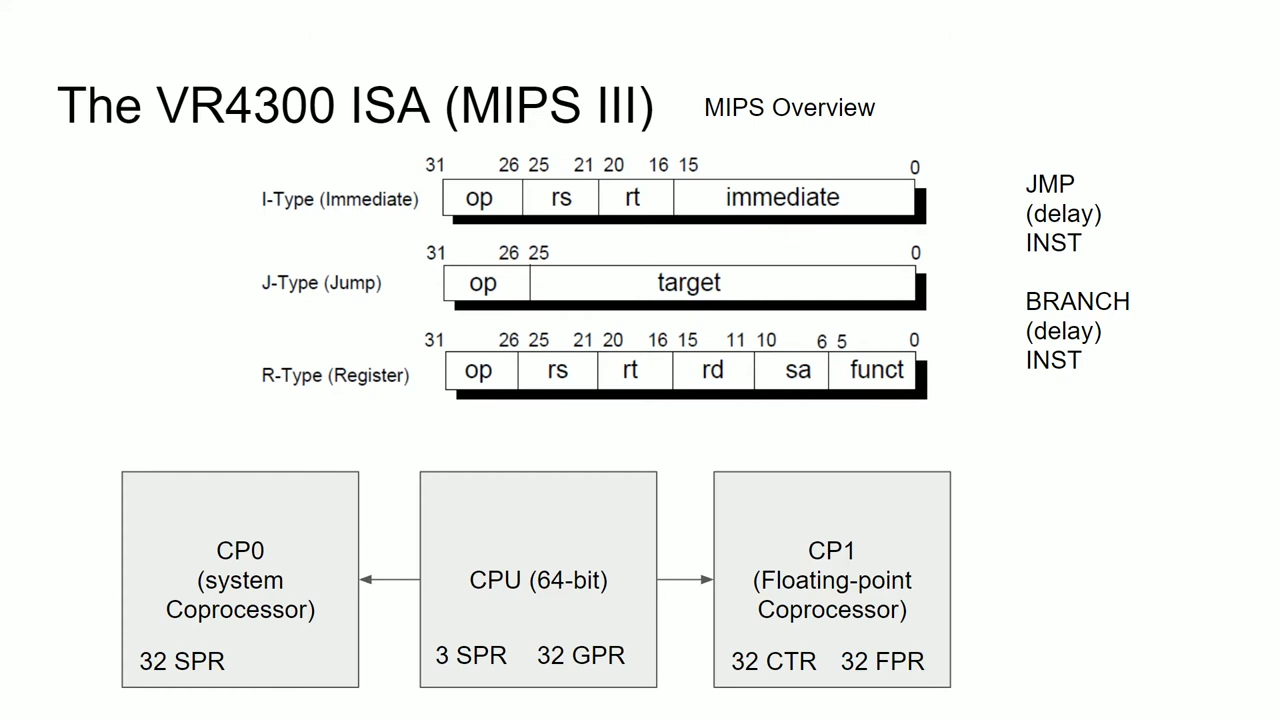 The VR4300 ISA (MIPS III)
MIPS Overview
31 26 25 21 20 16 15 0
I-Type (Immediate) op rs rt immediate
31 26 25 0
J-Type (Jump) op target
31 26 25 21 20 16 15 11 10 6 5 0
R-Type (Register) op rs rt rd sa funct
JMP
(delay)
INST
BRANCH
(delay)
INST
CP0
(system
Coprocessor)
32 SPR
CPU (64-bit)
3 SPR 32 GPR
CP1
(Floating-point
Coprocessor)
32 CTR 32 FPR